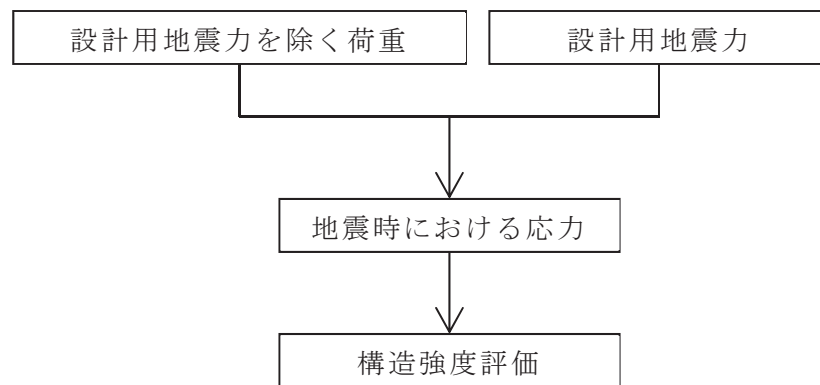 設計用地震力を除く荷重
設計用地震力
地震時における応力
構造強度評価